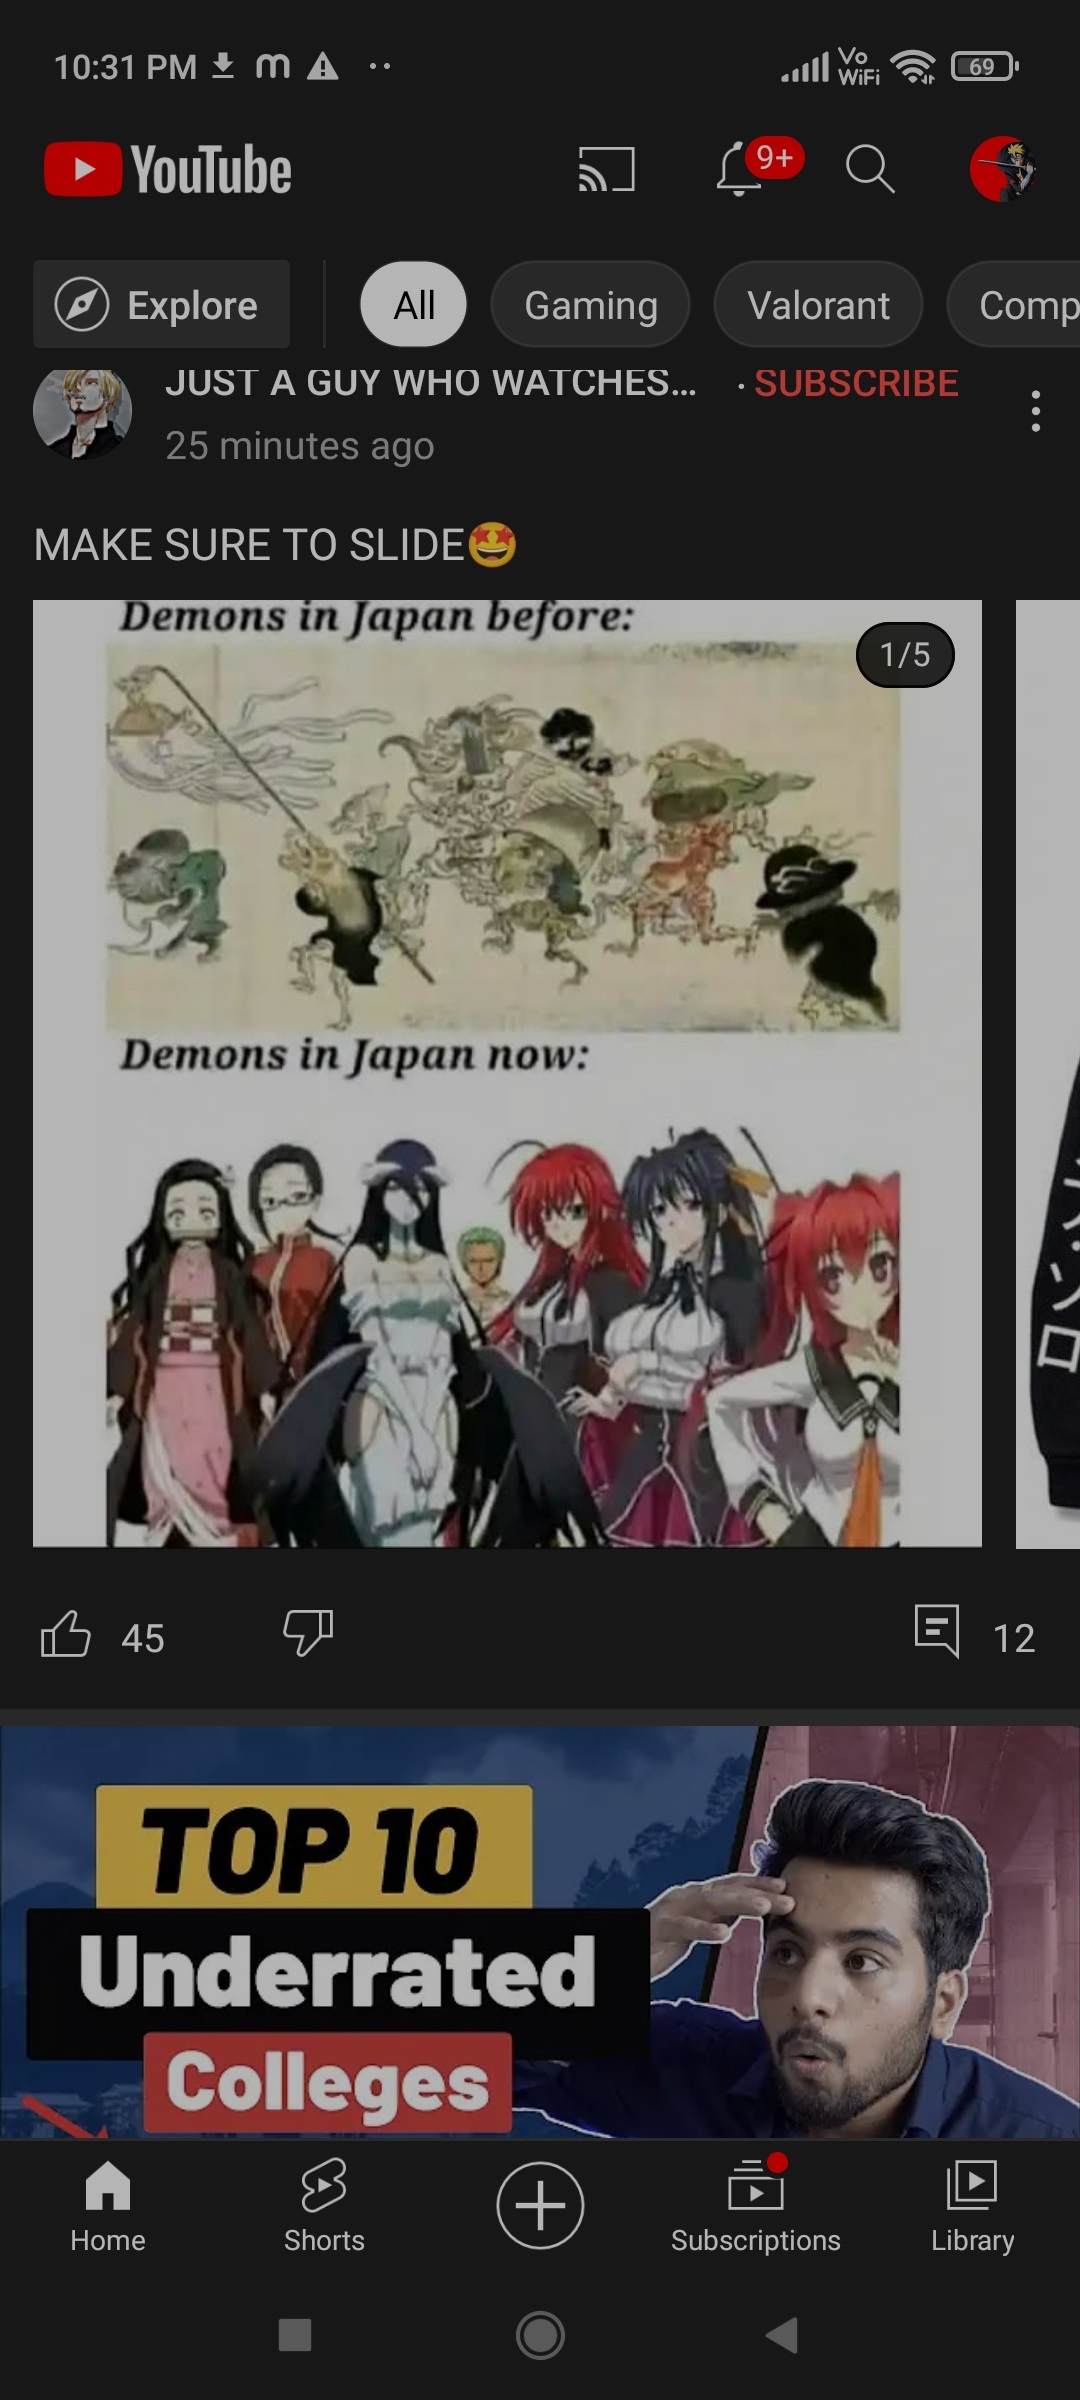 10:31 PM
Vo
WiFi
69
YouTube
9+
Explore
All
Gaming
Valorant
Comp
JUST A GUY WHO WATCHES...
· SUBSCRIBE
25 minutes ago
MAKE SURE TO SLIDE🤩
Demons in Japan before:
1/5
Demons in Japan now:
ソ
ロ
45
12
TOP 10
Underrated
Colleges
Home
Shorts
Subscriptions
Library